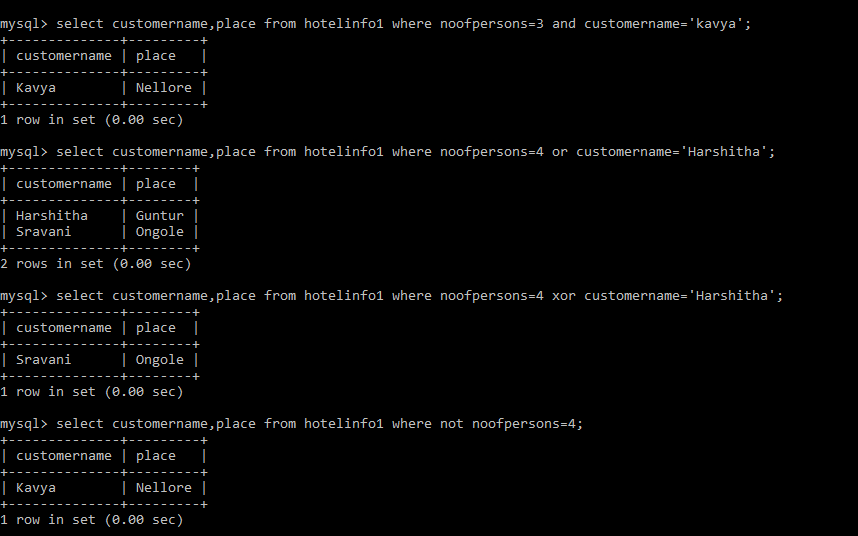 mysql> select customername,place from hotelinfo1 where noofpersons=3 and customername='kavya';
+--------------+---------+
| customername | place   |
+--------------+---------+
| Kavya        | Nellore |
+--------------+---------+
1 row in set (0.00 sec)
mysql> select customername,place from hotelinfo1 where noofpersons=4 or customername='Harshitha';
+--------------+--------+
| customername | place  |
+--------------+--------+
| Harshitha    | Guntur |
| Sravani      | Ongole |
+--------------+--------+
2 rows in set (0.00 sec)
mysql> select customername,place from hotelinfo1 where noofpersons=4 xor customername='Harshitha';
+--------------+--------+
| customername | place  |
+--------------+--------+
| Sravani      | Ongole |
+--------------+--------+
1 row in set (0.00 sec)
mysql> select customername,place from hotelinfo1 where not noofpersons=4;
+--------------+---------+
| customername | place   |
+--------------+---------+
| Kavya        | Nellore |
+--------------+---------+
1 row in set (0.00 sec)